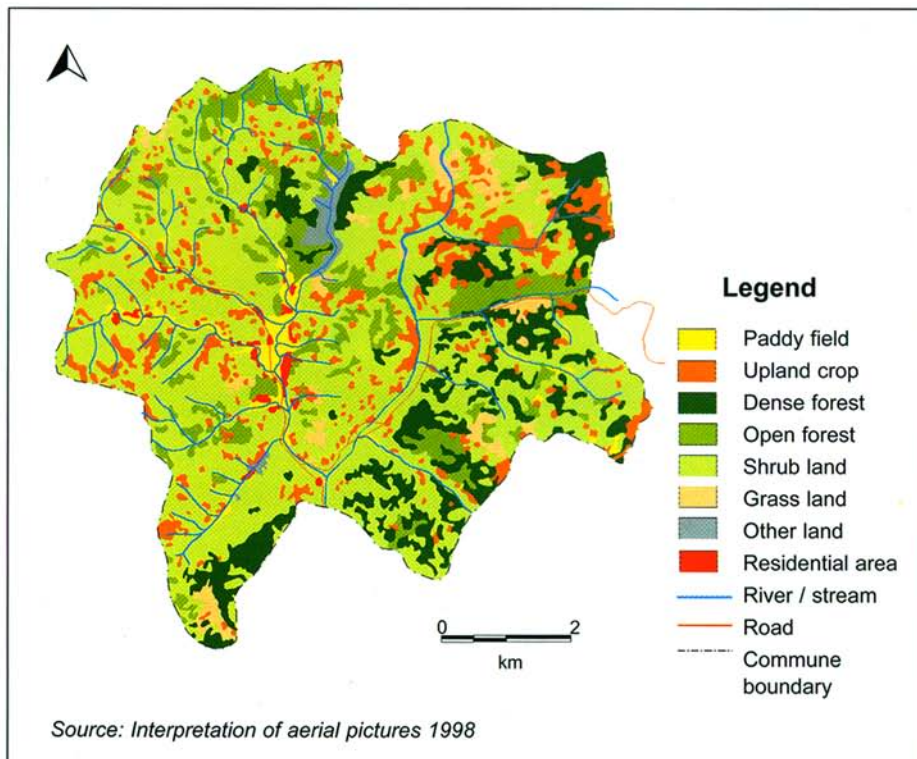 Legend
Paddy field
Upland crop
Dense forest
Open forest
Shrub land
Grass land
Other land
Residential area
River / stream
Road
Commune
boundary
0 2
km
Source: Interpretation of aerial pictures 1998